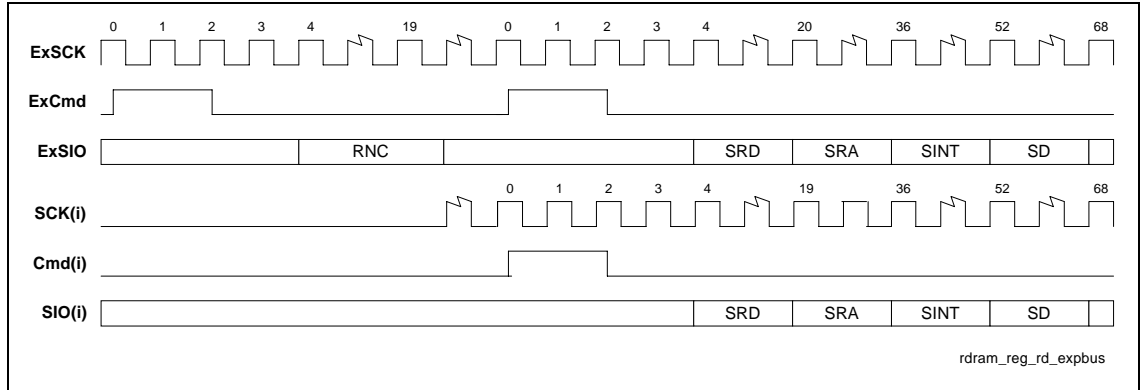 0 1 2 3 4 19 0 1 2 3 4 20 36 52 68
ExSCK
ExCmd
ExSIO RNC SRD SRA SINT SD
0 1 2 3 4 19 36 52 68
SCK(i)
Cmd(i)
SIO(i) SRD SRA SINT SD
rdram_reg_rd_expbus